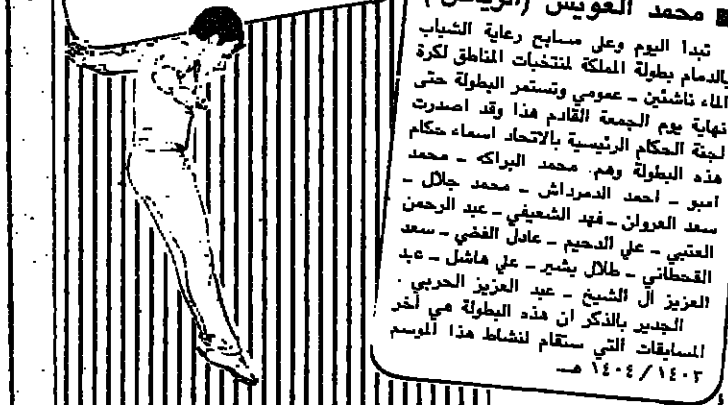 ■ محمد العويس (الرياض)
تبدا اليوم وعلى مسابح رعاية الشباب
بالدمام بطولة المملكة لمنتخبات المناطق لكرة
الماء ناشئين ـ عمومي وتستمر البطولة حتى
نهاية يوم الجمعة القادم هذا وقد اصدرت
لجنة الحكام الرئيسية بالاتحاد اسماء حكام
هذه البطولة وهم. محمد البراكه ـ محمد
امبو ـ احمد الدمرداش ـ محمد جلال ـ
سعد العروان ـ فهد الشعيفي ـ عبد الرحمن
العتبي ـ علي الدحيم ـ عادل الفضي ـ سعد
القحطاني ـ طلال بشير ـ علي هاشل ـ عبد
العزيز آل الشيخ ـ عبد العزيز الحربي .
الجدير بالذكر ان هذه البطولة هي آخر
المسابقات التي ستقام لنشاط هذا الموسم
١٤٠٣/١٤٠٤ هـ